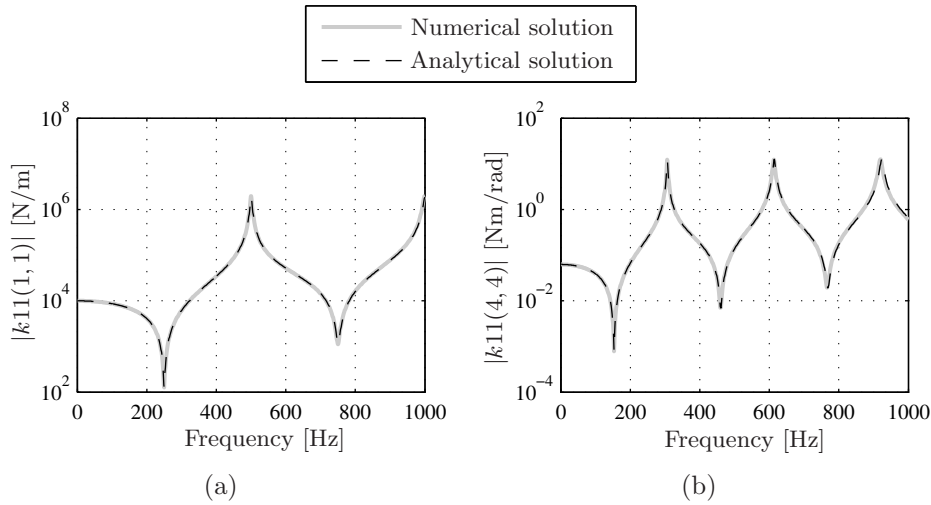 Numerical solution
Analytical solution
|k11(1, 1)| [N/m]
10^8
10^6
10^4
10^2
0 200 400 600 800 1000
Frequency [Hz]
(a)
|k11(4, 4)| [Nm/rad]
10^2
10^0
10^−2
10^−4
0 200 400 600 800 1000
Frequency [Hz]
(b)